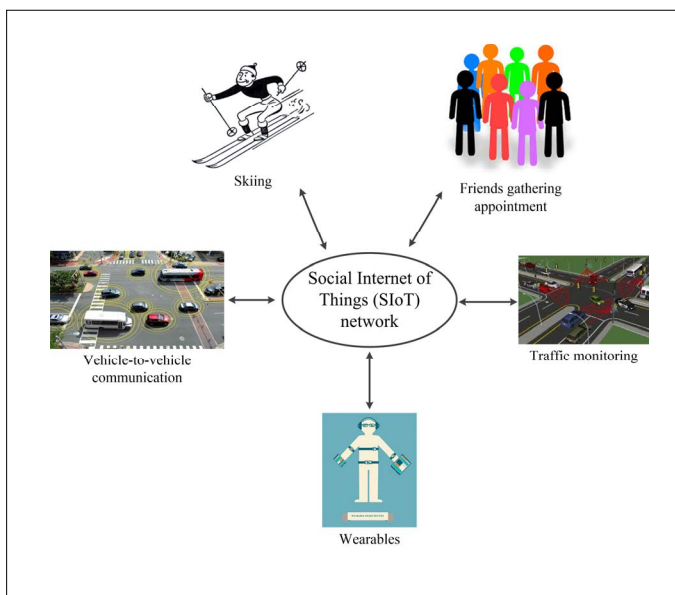 Skiing
Friends gathering
appointment
Social Internet of
Things (SIoT)
network
Vehicle-to-vehicle
communication
Traffic monitoring
Wearables